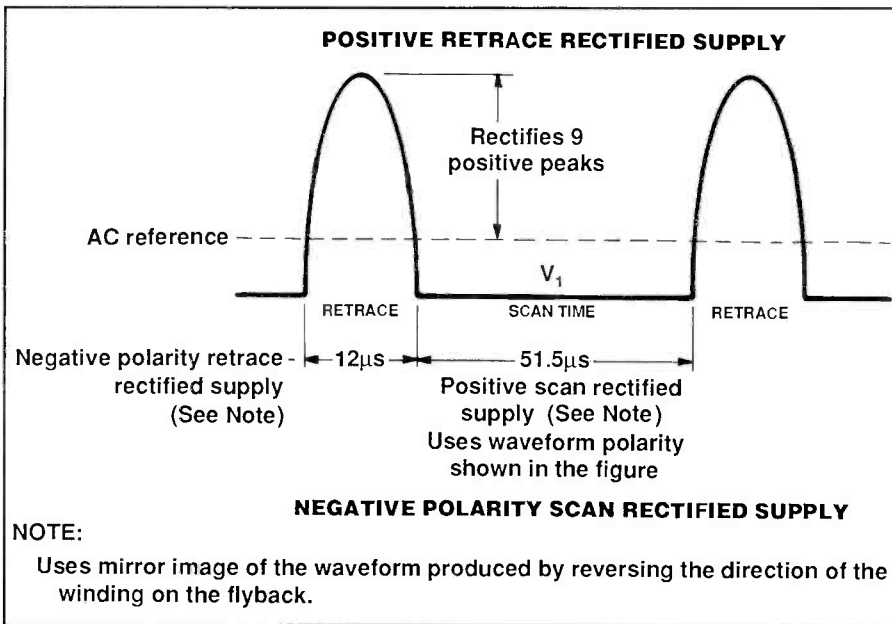 POSITIVE RETRACE RECTIFIED SUPPLY
Rectifies 9
positive peaks
AC reference
V1
RETRACE
SCAN TIME
RETRACE
Negative polarity retrace
rectified supply
(See Note)
12µs
51.5µs
Positive scan rectified
supply (See Note)
Uses waveform polarity
shown in the figure
NEGATIVE POLARITY SCAN RECTIFIED SUPPLY
NOTE:
Uses mirror image of the waveform produced by reversing the direction of the
winding on the flyback.